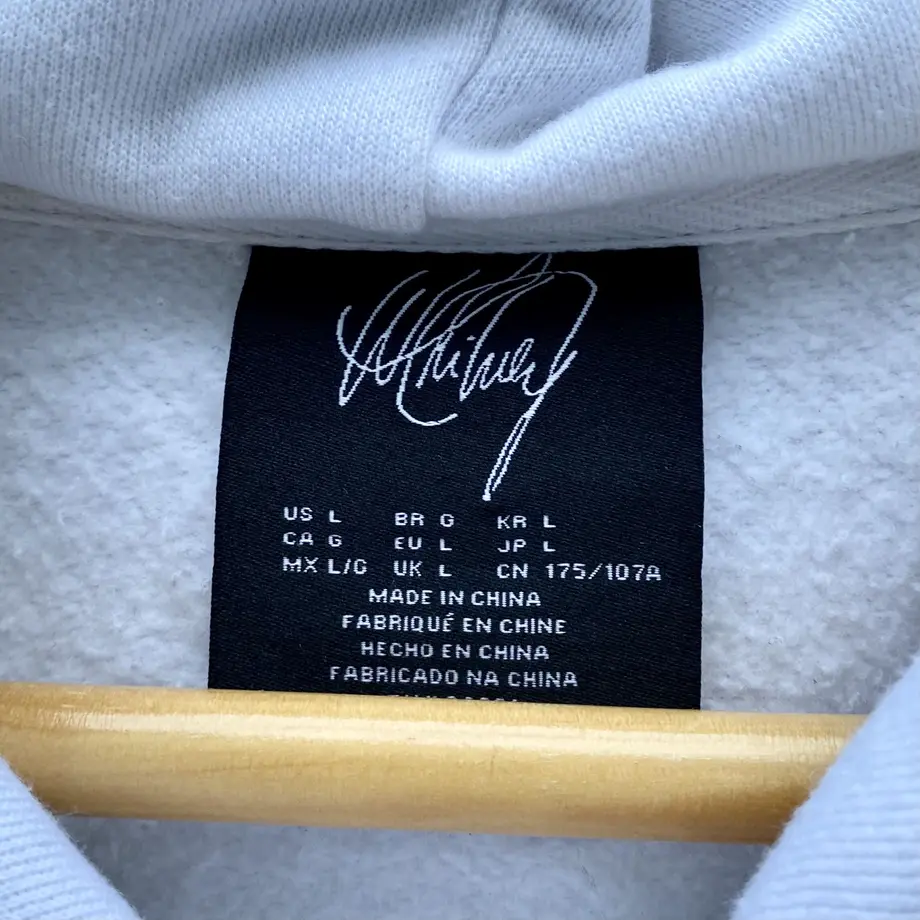 Whitney
US L BR G KR L
CA G EU L JP L
MX L/G UK L CN 175/107A
MADE IN CHINA
FABRIQUÉ EN CHINE
HECHO EN CHINA
FABRICADO NA CHINA